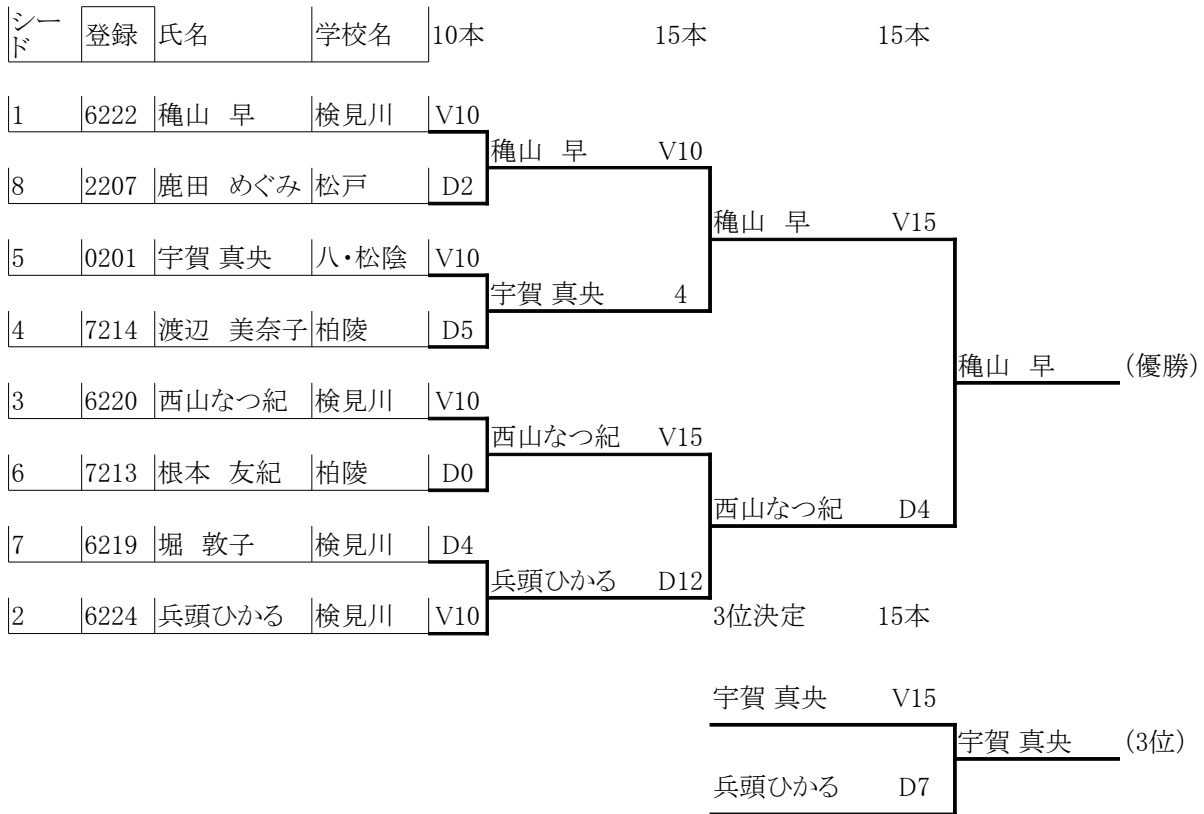 シード 登録 氏名 学校名 10本 15本 15本
1 6222 穐山 早 検見川 V10
穐山 早 V10
8 2207 鹿田 めぐみ 松戸 D2
穐山 早 V15
5 0201 宇賀 真央 八・松陰 V10
宇賀 真央 4
4 7214 渡辺 美奈子 柏陵 D5
穐山 早 (優勝)
3 6220 西山なつ紀 検見川 V10
西山なつ紀 V15
6 7213 根本 友紀 柏陵 D0
西山なつ紀 D4
7 6219 堀 敦子 検見川 D4
兵頭ひかる D12
2 6224 兵頭ひかる 検見川 V10
3位決定 15本
宇賀 真央 V15
宇賀 真央 (3位)
兵頭ひかる D7